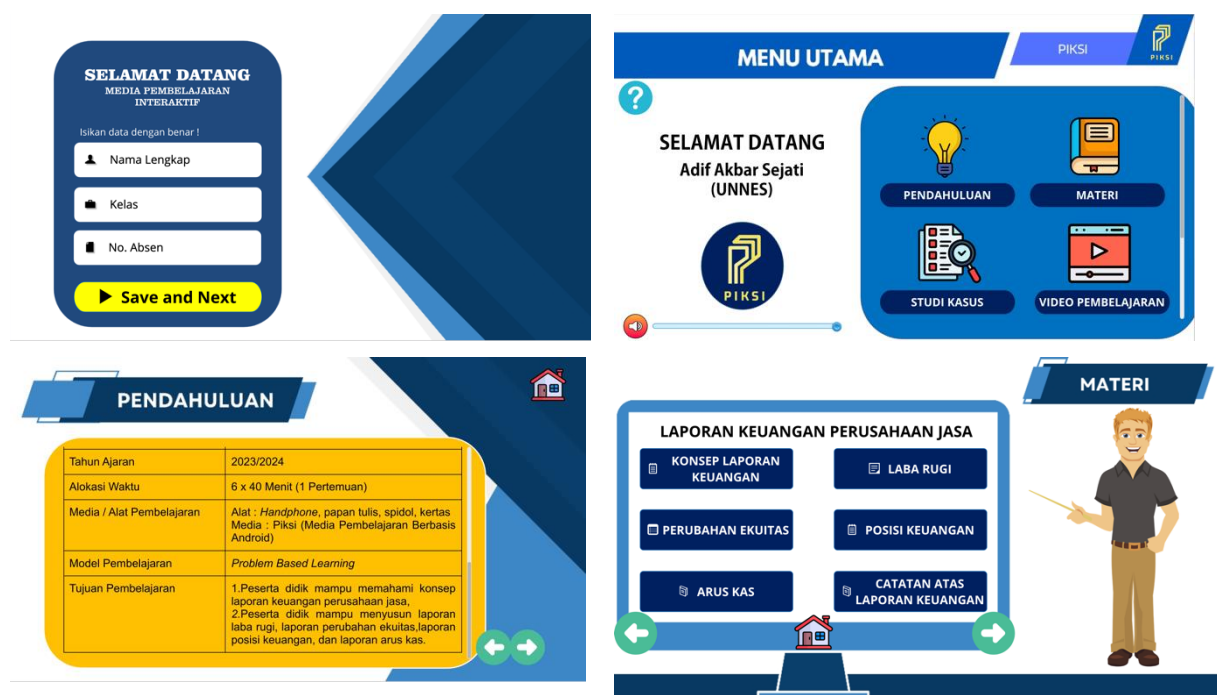 SELAMAT DATANG
MEDIA PEMBELAJARAN
INTERAKTIF
Isikan data dengan benar !
Nama Lengkap
Kelas
No. Absen
Save and Next
MENU UTAMA
PIKSI
PIKSI
?
SELAMAT DATANG
Adif Akbar Sejati
(UNNES)
PIKSI
PENDAHULUAN
MATERI
STUDI KASUS
VIDEO PEMBELAJARAN
PENDAHULUAN
Tahun Ajaran
2023/2024
Alokasi Waktu
6 x 40 Menit (1 Pertemuan)
Media / Alat Pembelajaran
Alat : Handphone, papan tulis, spidol, kertas
Media : Piksi (Media Pembelajaran Berbasis
Android)
Model Pembelajaran
Problem Based Learning
Tujuan Pembelajaran
1.Peserta didik mampu memahami konsep
laporan keuangan perusahaan jasa,
2.Peserta didik mampu menyusun laporan
laba rugi, laporan perubahan ekuitas,laporan
posisi keuangan, dan laporan arus kas.
MATERI
LAPORAN KEUANGAN PERUSAHAAN JASA
KONSEP LAPORAN
KEUANGAN
LABA RUGI
PERUBAHAN EKUITAS
POSISI KEUANGAN
ARUS KAS
CATATAN ATAS
LAPORAN KEUANGAN